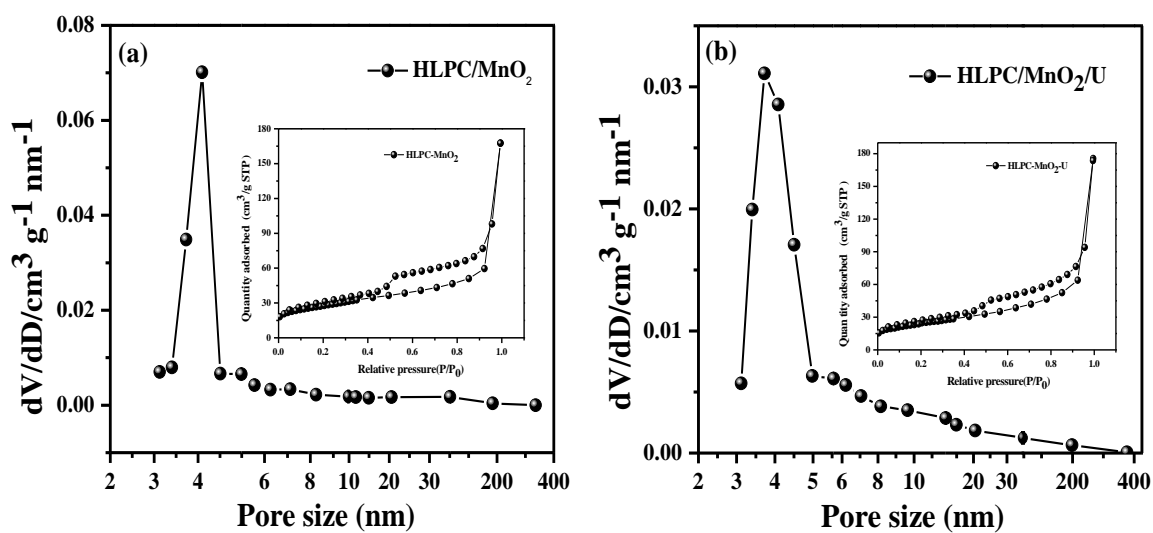 (a)
HLPC/MnO2
dV/dD/cm3 g-1 nm-1
0.08
0.06
0.04
0.02
0.00
2 3 4 6 8 10 20 30 200 400
Pore size (nm)
HLPC-MnO2
Quantity adsorbed (cm3/g STP)
180
150
120
90
60
30
0
0.0 0.2 0.4 0.6 0.8 1.0
Relative pressure(P/P0)
(b)
HLPC/MnO2/U
dV/dD/cm3 g-1 nm-1
0.03
0.02
0.01
0.00
2 3 4 6 8 10 20 30 200 400
Pore size (nm)
HLPC-MnO2-U
Quan tity adsorbed (cm3/g STP )
180
150
120
90
60
30
0
0.0 0.2 0.4 0.6 0.8 1.0
Relative pressure(P/P0)